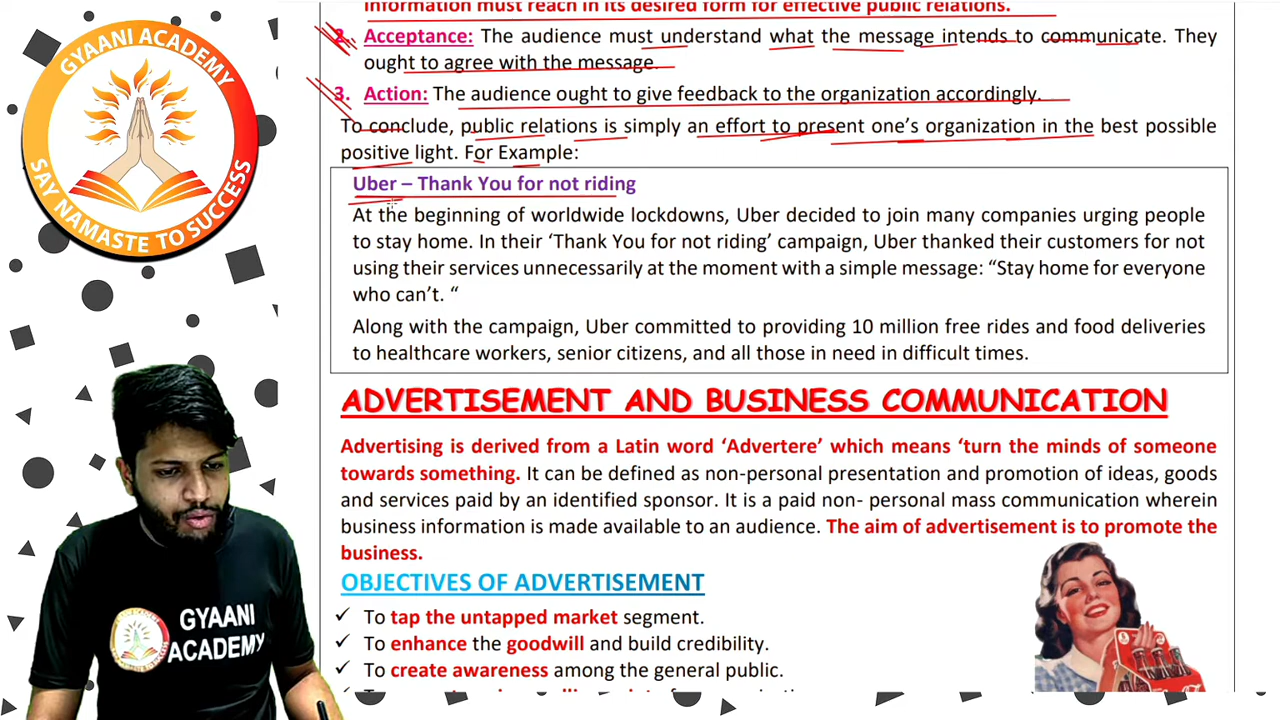 GYAANI ACADEMY
SAY NAMASTE TO SUCCESS
information must reach in its desired form for effective public relations.
2. Acceptance: The audience must understand what the message intends to communicate. They
ought to agree with the message.
3. Action: The audience ought to give feedback to the organization accordingly.
To conclude, public relations is simply an effort to present one’s organization in the best possible
positive light. For Example:
Uber – Thank You for not riding
At the beginning of worldwide lockdowns, Uber decided to join many companies urging people
to stay home. In their ‘Thank You for not riding’ campaign, Uber thanked their customers for not
using their services unnecessarily at the moment with a simple message: “Stay home for everyone
who can’t. “
Along with the campaign, Uber committed to providing 10 million free rides and food deliveries
to healthcare workers, senior citizens, and all those in need in difficult times.
ADVERTISEMENT AND BUSINESS COMMUNICATION
Advertising is derived from a Latin word ‘Advertere’ which means ‘turn the minds of someone
towards something. It can be defined as non-personal presentation and promotion of ideas, goods
and services paid by an identified sponsor. It is a paid non- personal mass communication wherein
business information is made available to an audience. The aim of advertisement is to promote the
business.
OBJECTIVES OF ADVERTISEMENT
✓ To tap the untapped market segment.
✓ To enhance the goodwill and build credibility.
✓ To create awareness among the general public.
GYAANI
ACADEMY